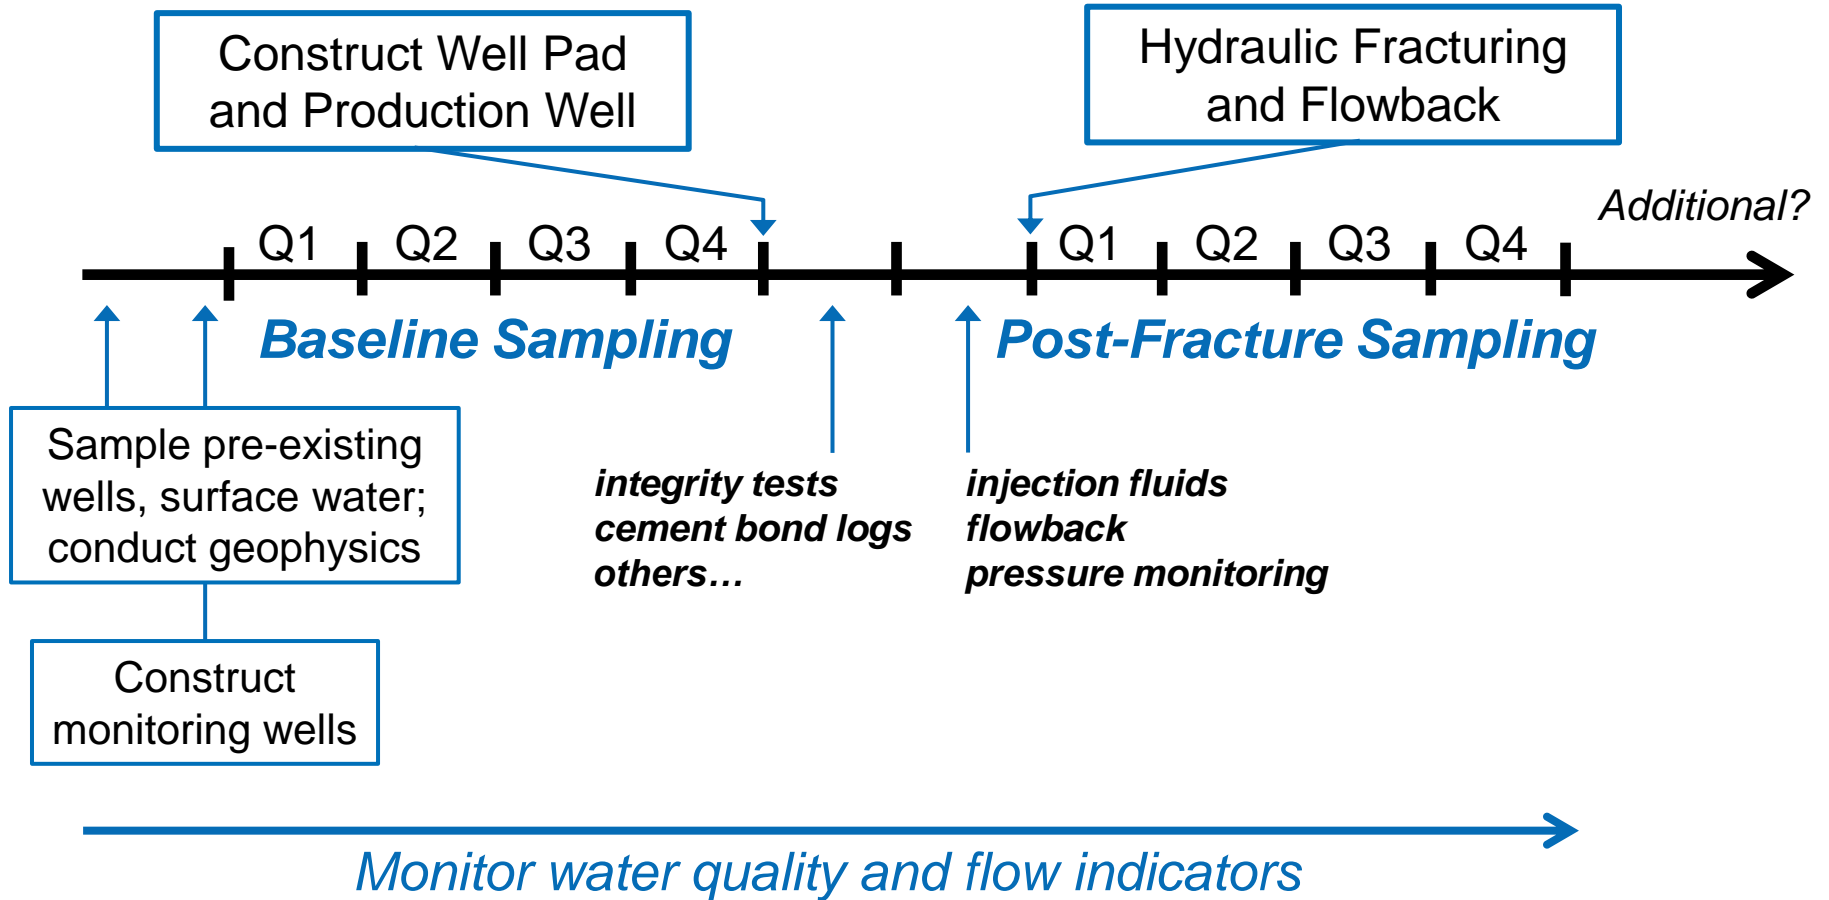 Construct Well Pad
and Production Well
Hydraulic Fracturing
and Flowback
Additional?
Q1 Q2 Q3 Q4 Q1 Q2 Q3 Q4
Baseline Sampling
Post-Fracture Sampling
Sample pre-existing
wells, surface water;
conduct geophysics
integrity tests
cement bond logs
others…
injection fluids
flowback
pressure monitoring
Construct
monitoring wells
Monitor water quality and flow indicators